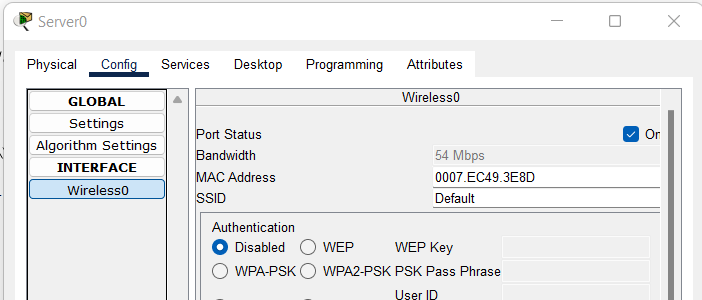 Server0
Physical Config Services Desktop Programming Attributes
GLOBAL
Settings
Algorithm Settings
INTERFACE
Wireless0
Wireless0
Port Status On
Bandwidth 54 Mbps
MAC Address 0007.EC49.3E8D
SSID Default
Authentication
Disabled WEP WEP Key
WPA-PSK WPA2-PSK PSK Pass Phrase
User ID